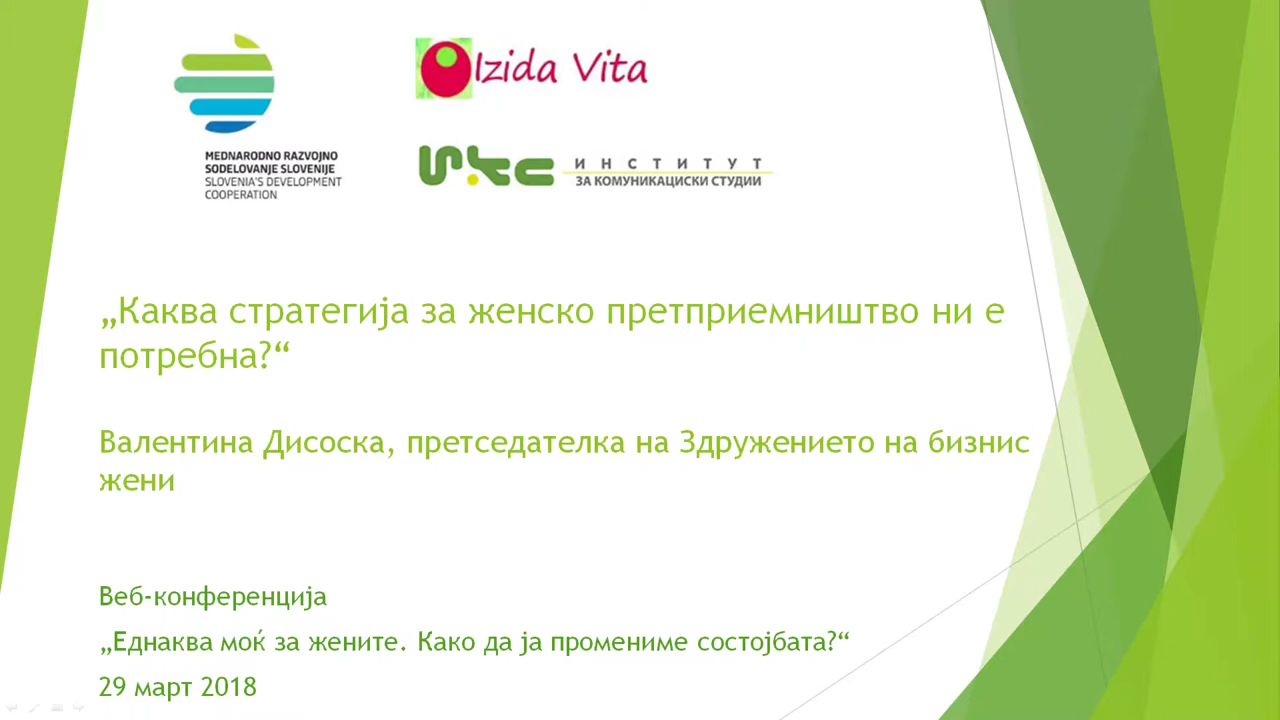 Izida Vita
MEDNARODNO RAZVOJNO
SODELOVANJE SLOVENIJE
SLOVENIA'S DEVELOPMENT
COOPERATION
ИНСТИТУТ
ЗА КОМУНИКАЦИСКИ СТУДИИ
„Каква стратегија за женско претприемништво ни е
потребна?“
Валентина Дисоска, претседателка на Здружението на бизнис
жени
Веб-конференција
„Еднаква моќ за жените. Како да ја промениме состојбата?“
29 март 2018